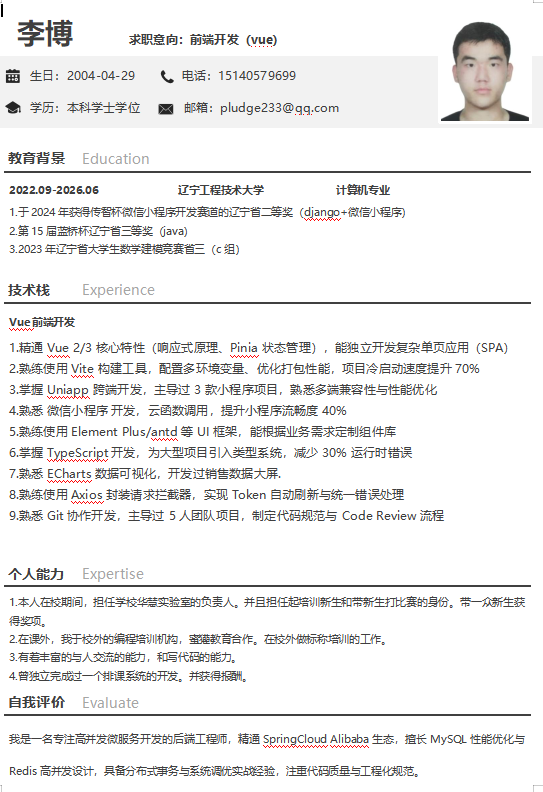 李博
求职意向：前端开发（vue）
生日：2004-04-29 电话：15140579699
学历：本科学士学位 邮箱：pludge233@qq.com
教育背景 Education
2022.09-2026.06 辽宁工程技术大学 计算机专业
1.于2024年获得传智杯微信小程序开发赛道的辽宁省二等奖（django+微信小程序)
2.第15届蓝桥杯辽宁省三等奖（java)
3.2023年辽宁省大学生数学建模竞赛省三（c组）
技术栈 Experience
Vue前端开发
1.精通 Vue 2/3 核心特性（响应式原理、Pinia 状态管理），能独立开发复杂单页应用（SPA）
2.熟练使用 Vite 构建工具，配置多环境变量、优化打包性能，项目冷启动速度提升 70%
3.掌握 Uniapp 跨端开发，主导过 3 款小程序项目，熟悉多端兼容性与性能优化
4.熟悉 微信小程序 开发，云函数调用，提升小程序流畅度 40%
5.熟练使用 Element Plus/antd 等 UI 框架，能根据业务需求定制组件库
6.掌握 TypeScript 开发，为大型项目引入类型系统，减少 30% 运行时错误
7.熟悉 ECharts 数据可视化，开发过销售数据大屏.
8.熟练使用 Axios 封装请求拦截器，实现 Token 自动刷新与统一错误处理
9.熟悉 Git 协作开发，主导过 5 人团队项目，制定代码规范与 Code Review 流程
个人能力 Expertise
1.本人在校期间，担任学校华慧实验室的负责人。并且担任起培训新生和带新生打比赛的身份。带一众新生获
得奖项。
2.在课外，我于校外的编程培训机构，蜜罐教育合作。在校外做标称培训的工作。
3.有着丰富的与人交流的能力，和写代码的能力。
4.曾独立完成过一个排课系统的开发。并获得报酬。
自我评价 Evaluate
我是一名专注高并发微服务开发的后端工程师，精通 SpringCloud Alibaba 生态，擅长 MySQL 性能优化与
Redis 高并发设计，具备分布式事务与系统调优实战经验，注重代码质量与工程化规范。